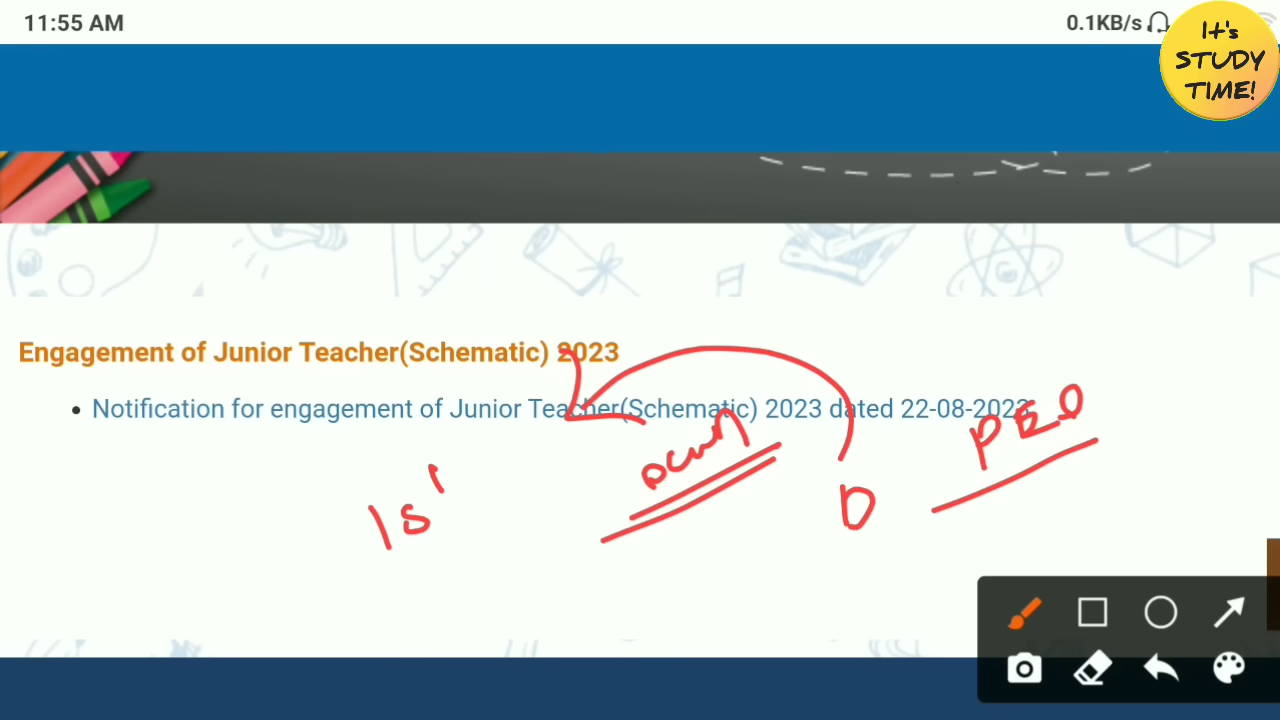 11:55 AM
0.1KB/s
It's
STUDY
TIME!
Engagement of Junior Teacher(Schematic) 2023
Notification for engagement of Junior Teacher(Schematic) 2023 dated 22-08-2023
D